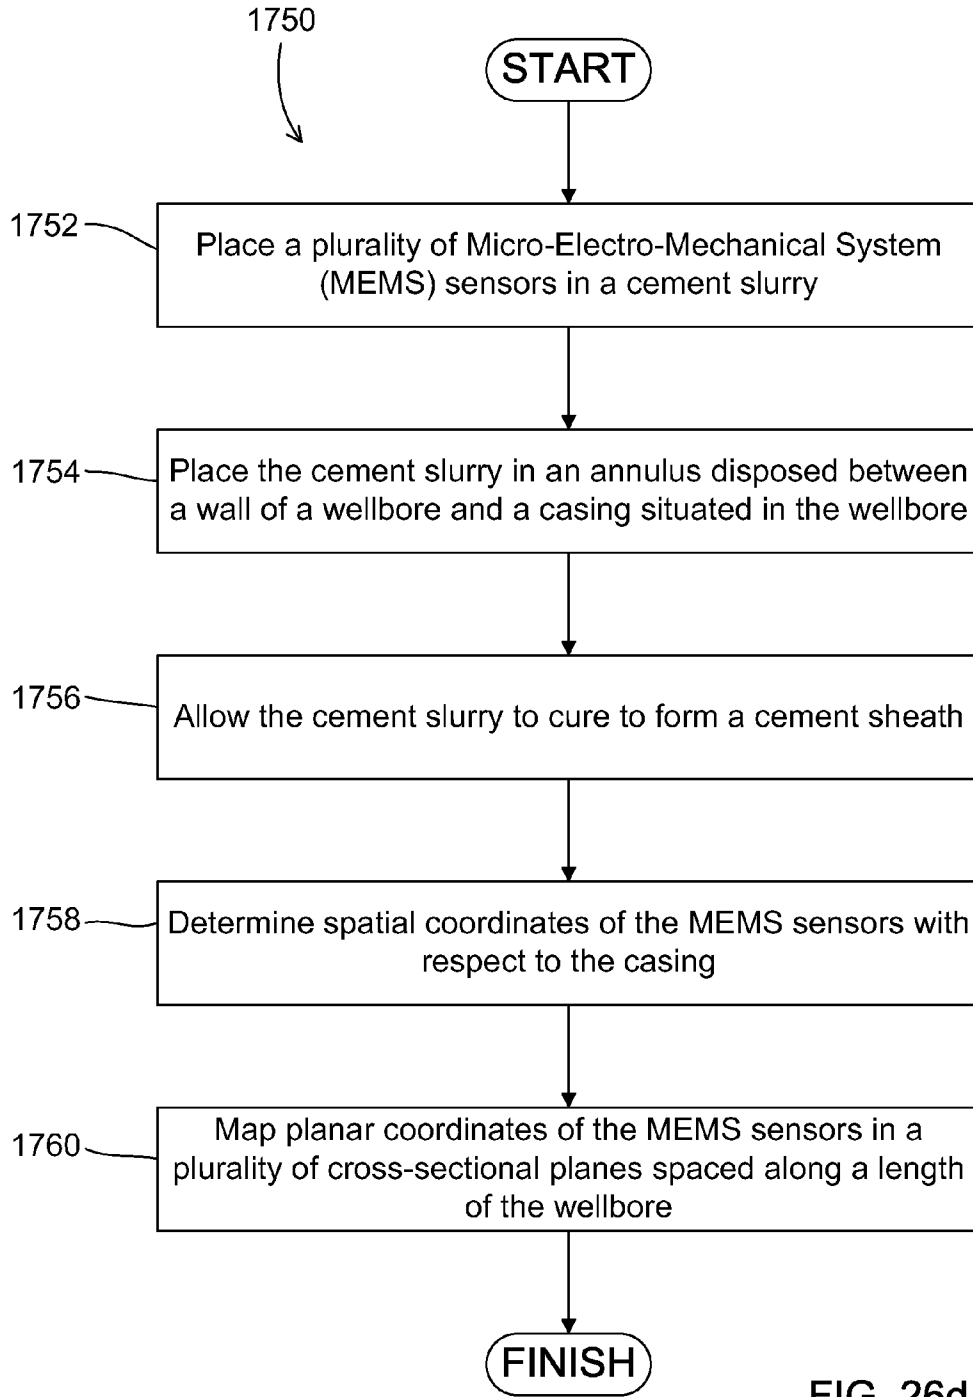 1750
START
1752
Place a plurality of Micro-Electro-Mechanical System
(MEMS) sensors in a cement slurry
1754
Place the cement slurry in an annulus disposed between
a wall of a wellbore and a casing situated in the wellbore
1756
Allow the cement slurry to cure to form a cement sheath
1758
Determine spatial coordinates of the MEMS sensors with
respect to the casing
1760
Map planar coordinates of the MEMS sensors in a
plurality of cross-sectional planes spaced along a length
of the wellbore
FINISH
FIG. 26d